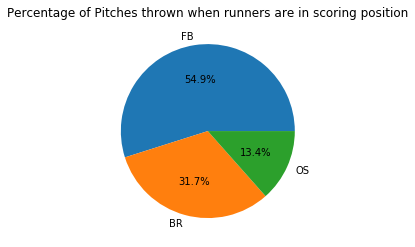 Percentage of Pitches thrown when runners are in scoring position
FB
54.9%
13.4%
OS
31.7%
BR